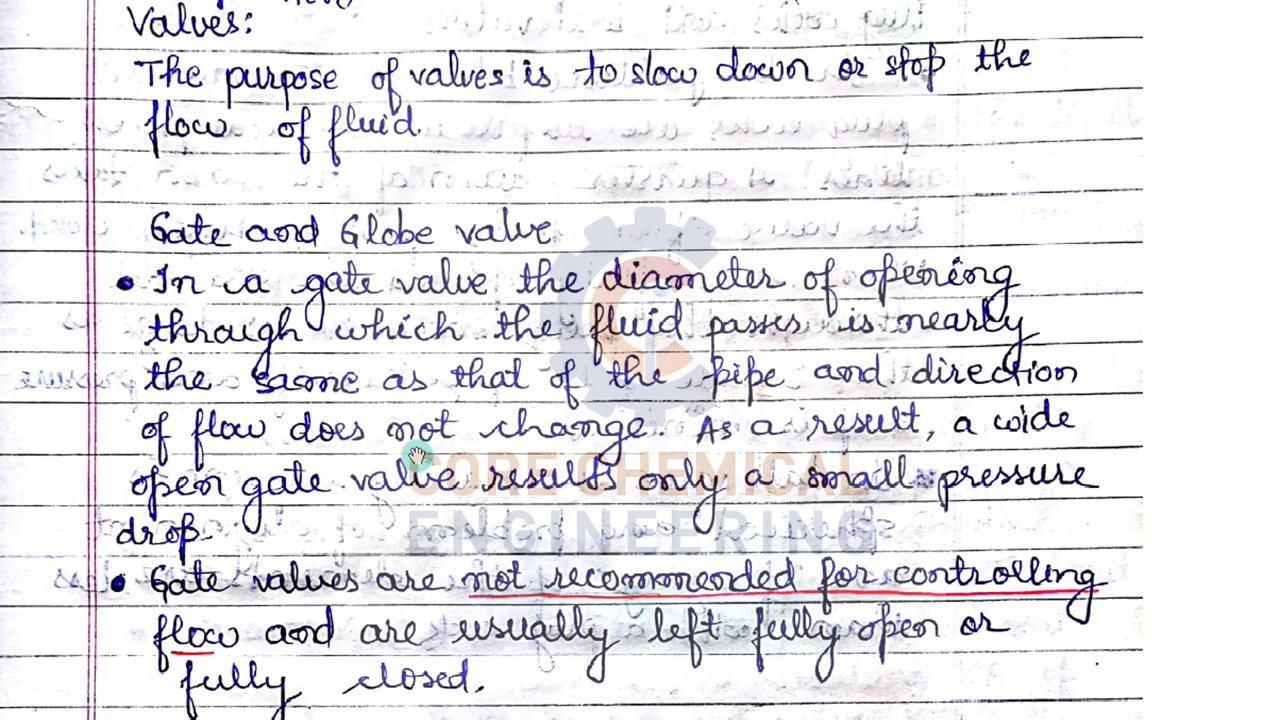 Valves:
The purpose of valves is to slow down or stop the
flow of fluid.
Gate and Globe valve
• In a gate valve the diameter of opening
through which the fluid passes is nearly
the same as that of the pipe and direction
of flow does not change. As a result, a wide
open gate valve results only a small pressure
drop.
• Gate valves are not recommended for controlling
flow and are usually left fully open or
fully closed.
CORE CHEMICAL
ENGINEERING